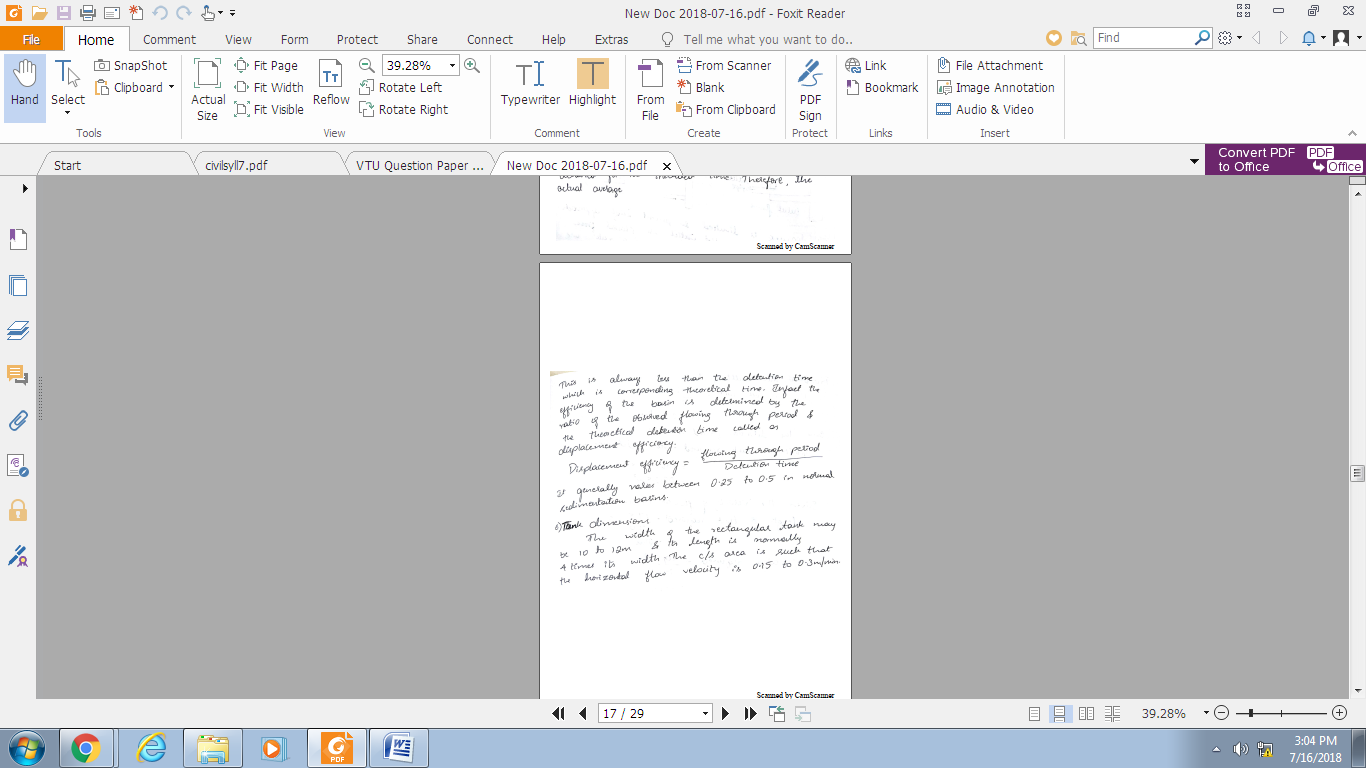 New Doc 2018-07-16.pdf - Foxit Reader
File Home Comment View Form Protect Share Connect Help Extras Tell me what you want to do.. Find
Hand Select SnapShot Clipboard Tools
Actual Size Fit Page Fit Width Fit Visible Reflow 39.28% Rotate Left Rotate Right View
Typewriter Highlight Comment
From File From Scanner Blank From Clipboard Create
PDF Sign Protect
Link Bookmark Links
File Attachment Image Annotation Audio & Video Insert
Start civilsyll7.pdf VTU Question Paper ... New Doc 2018-07-16.pdf
Convert PDF to Office PDF Office
time. Therefore, the
actual average
Scanned by CamScanner
This is always less than the detention time
which is corresponding theoretical time. Infact the
efficiency of the basin is determined by the
ratio of the observed flowing through period &
the theoretical detention time called as
displacement efficiency.
Displacement efficiency = flowing through period
Detention time
It generally varies between 0.25 to 0.5 in normal
sedimentation basins.
Tank dimensions
The width of the rectangular tank may
be 10 to 12m & its length is normally
4 times its width. The c/s area is such that
the horizontal flow velocity is 0.15 to 0.3m/min.
Scanned by CamScanner
17 / 29
39.28%
PDF
3:04 PM
7/16/2018